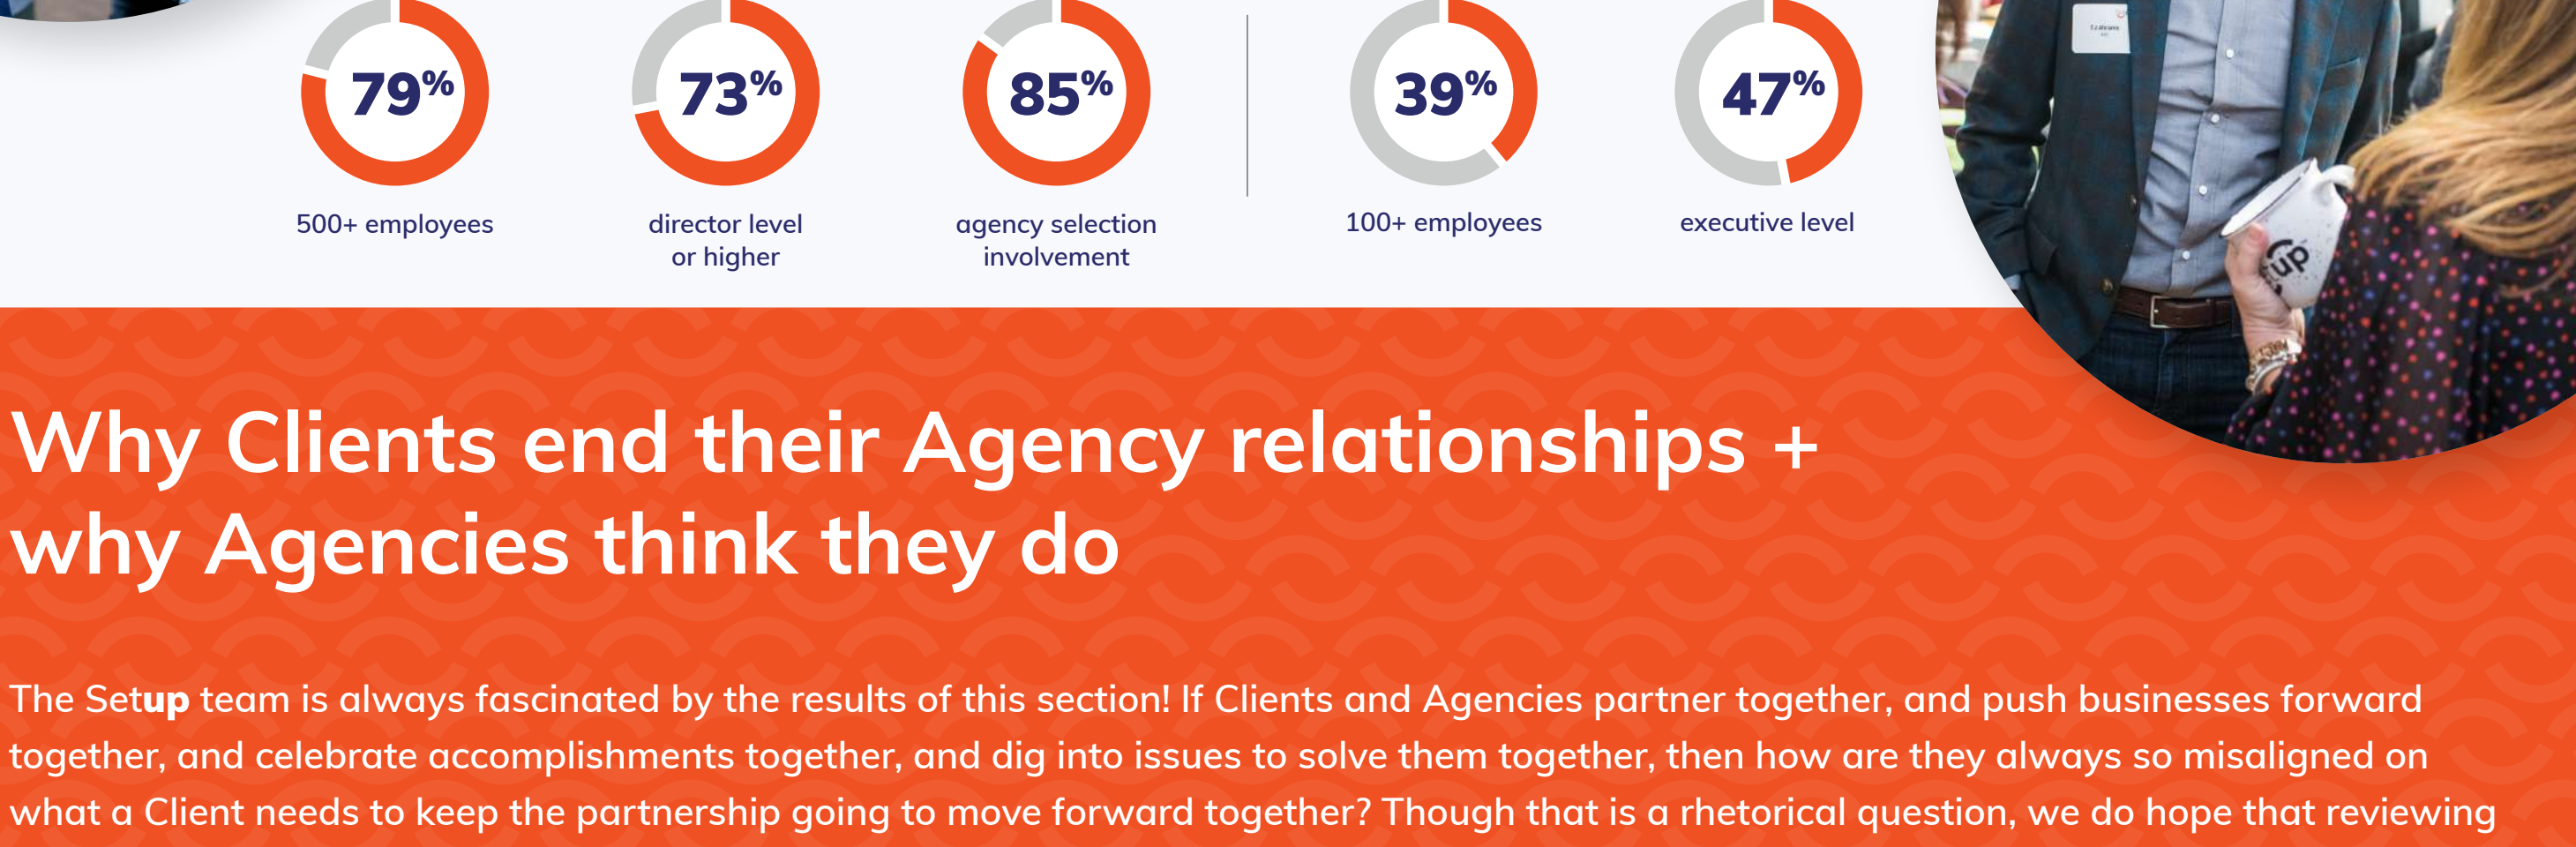 79%
73%
85%
39%
47%
500+ employees
director level
or higher
agency selection
involvement
100+ employees
executive level
up
Why Clients end their Agency relationships +
why Agencies think they do
The Setup team is always fascinated by the results of this section! If Clients and Agencies partner together, and push businesses forward
together, and celebrate accomplishments together, and dig into issues to solve them together, then how are they always so misaligned on
what a Client needs to keep the partnership going to move forward together? Though that is a rhetorical question, we do hope that reviewing